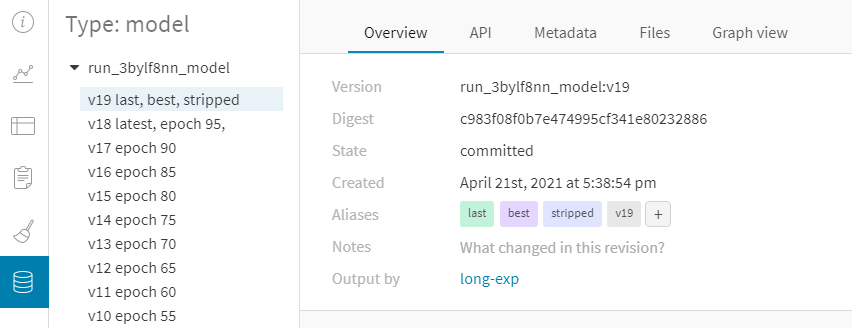 Type: model
run_3bylf8nn_model
v19 last, best, stripped
v18 latest, epoch 95,
v17 epoch 90
v16 epoch 85
v15 epoch 80
v14 epoch 75
v13 epoch 70
v12 epoch 65
v11 epoch 60
v10 epoch 55
Overview API Metadata Files Graph view
Version run_3bylf8nn_model:v19
Digest c983f08f0b7e474995cf341e80232886
State committed
Created April 21st, 2021 at 5:38:54 pm
Aliases last best stripped v19 +
Notes What changed in this revision?
Output by long-exp